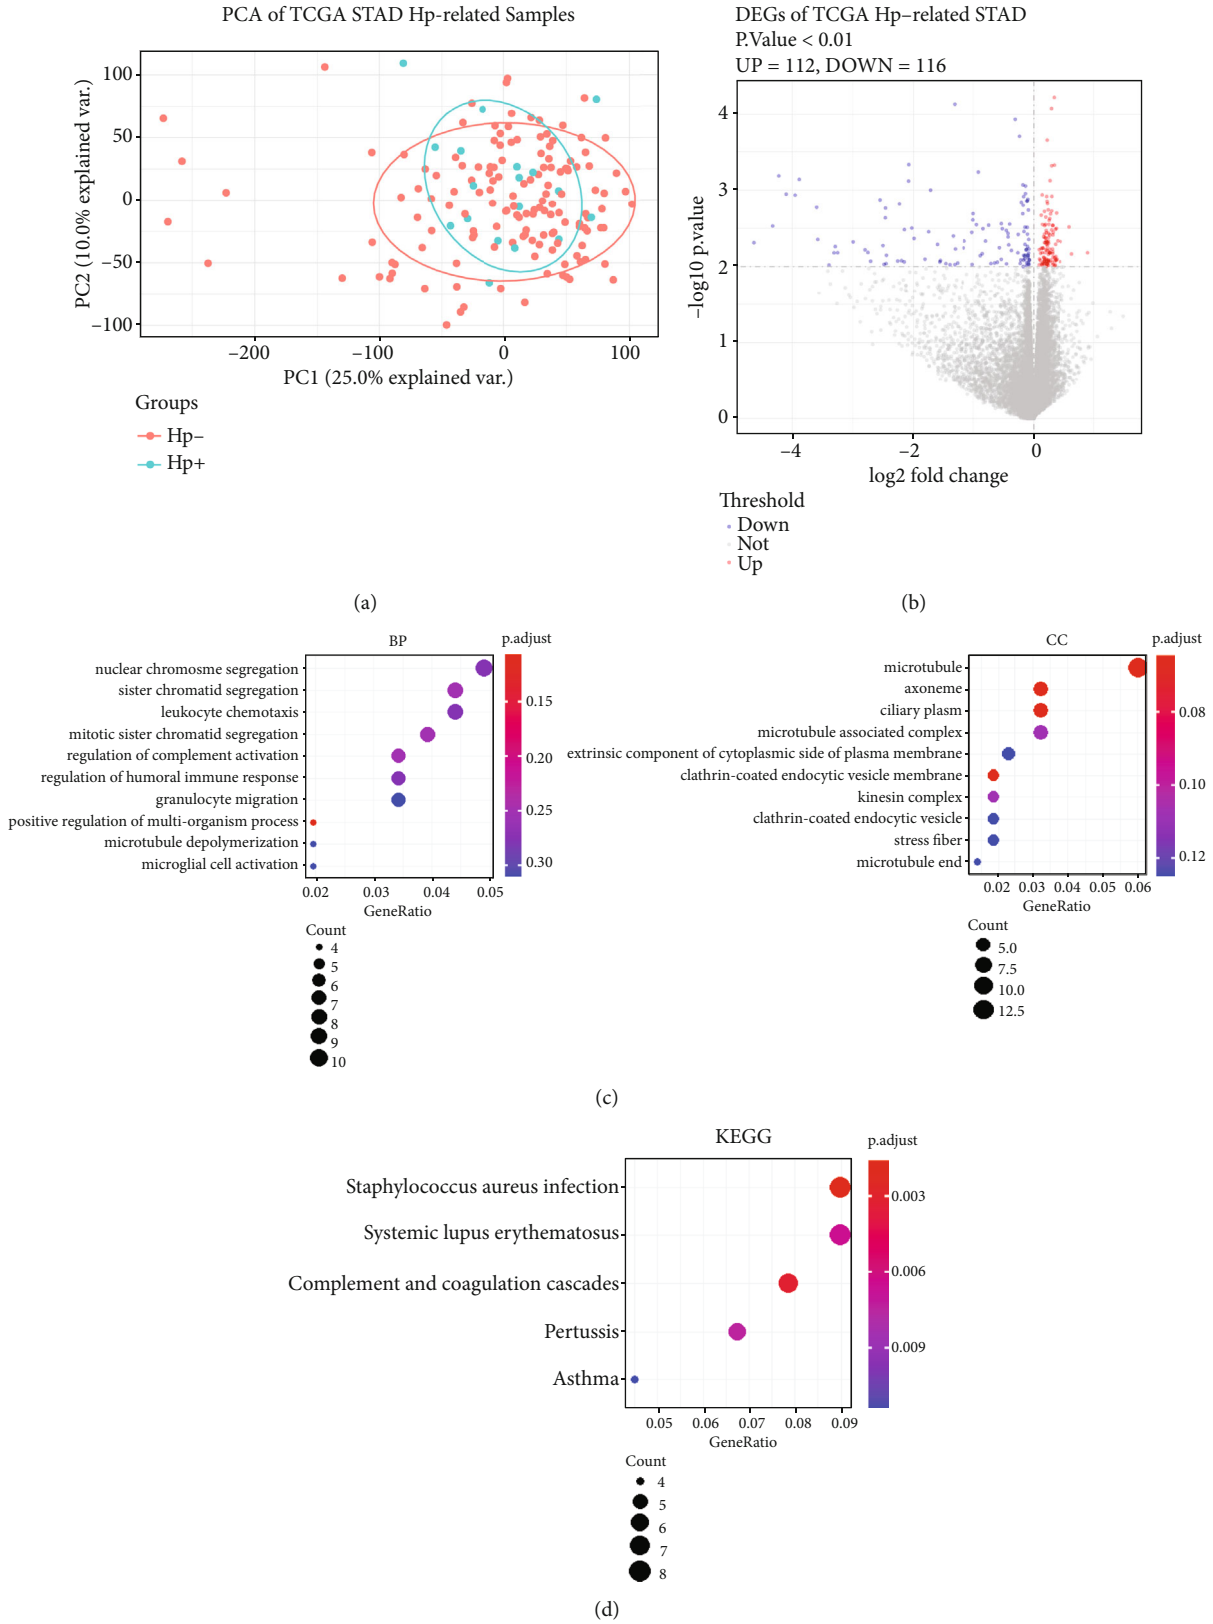 PCA of TCGA STAD Hp-related Samples
PC2 (10.0% explained var.)
100
50
0
−50
−100
−200
−100
0
100
PC1 (25.0% explained var.)
Groups
Hp−
Hp+
(a)
DEGs of TCGA Hp−related STAD
P.Value < 0.01
UP = 112, DOWN = 116
−log10 p.value
4
3
2
1
0
−4
−2
0
log2 fold change
Threshold
Down
Not
Up
(b)
BP
nuclear chromosme segregation
sister chromatid segregation
leukocyte chemotaxis
mitotic sister chromatid segregation
regulation of complement activation
regulation of humoral immune response
granulocyte migration
positive regulation of multi-organism process
microtubule depolymerization
microglial cell activation
0.02
0.03
0.04
0.05
GeneRatio
p.adjust
0.15
0.20
0.25
0.30
Count
4
5
6
7
8
9
10
CC
microtubule
axoneme
ciliary plasm
microtubule associated complex
extrinsic component of cytoplasmic side of plasma membrane
clathrin-coated endocytic vesicle membrane
kinesin complex
clathrin-coated endocytic vesicle
stress fiber
microtubule end
0.02
0.03
0.04
0.05
0.06
GeneRatio
p.adjust
0.08
0.10
0.12
Count
5.0
7.5
10.0
12.5
(c)
KEGG
Staphylococcus aureus infection
Systemic lupus erythematosus
Complement and coagulation cascades
Pertussis
Asthma
0.05
0.06
0.07
0.08
0.09
GeneRatio
p.adjust
0.003
0.006
0.009
Count
4
5
6
7
8
(d)